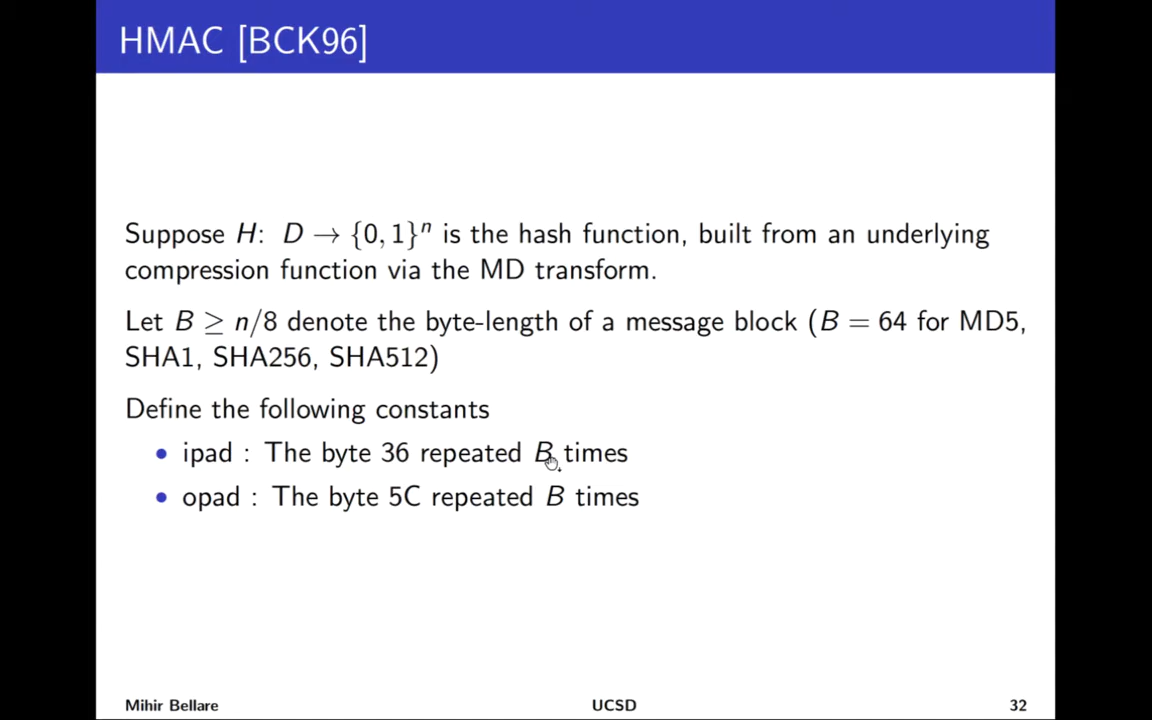 HMAC [BCK96]
Suppose H: D → {0, 1}ⁿ is the hash function, built from an underlying
compression function via the MD transform.
Let B ≥ n/8 denote the byte-length of a message block (B = 64 for MD5,
SHA1, SHA256, SHA512)
Define the following constants
• ipad : The byte 36 repeated B times
• opad : The byte 5C repeated B times
Mihir Bellare UCSD 32